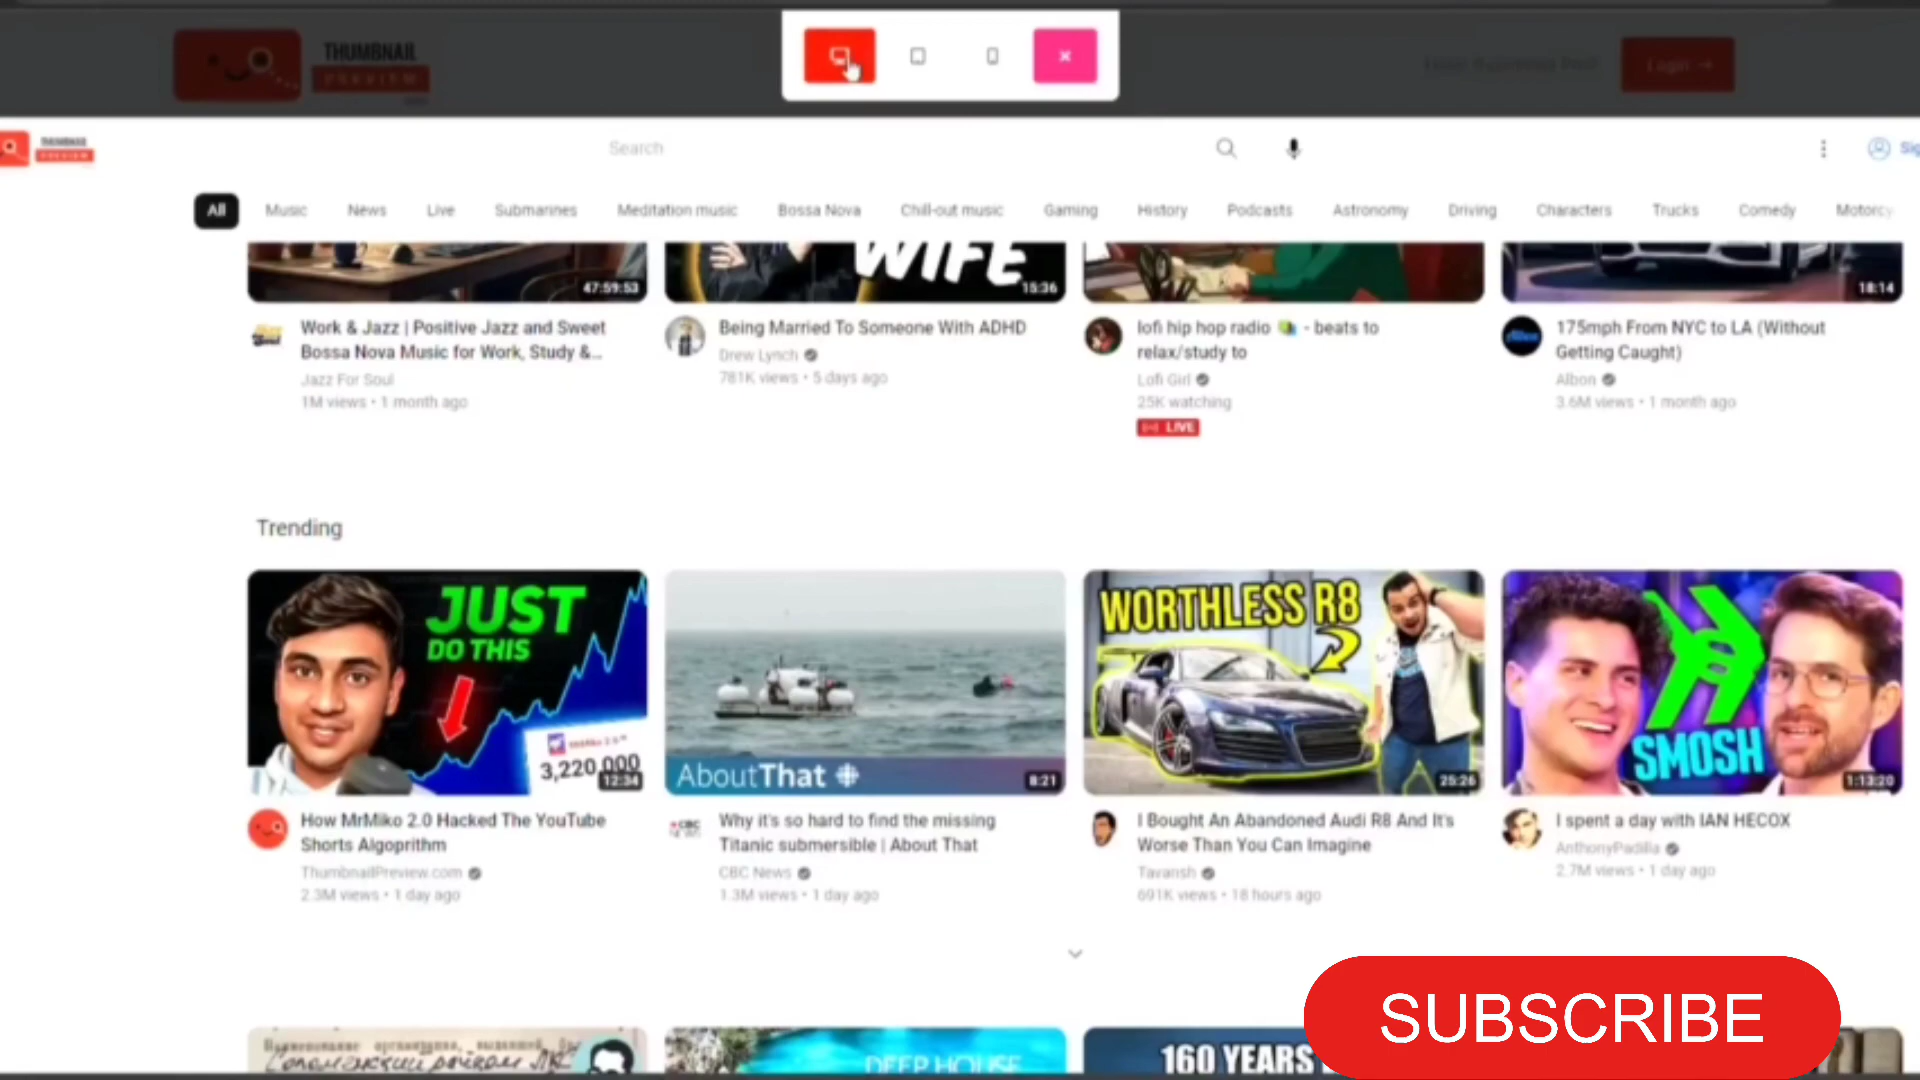 THUMBNAIL
PREVIEW
Login →
THUMBNAIL
PREVIEW
Search
All Music News Live Submarines Meditation music Bossa Nova Chill-out music Gaming History Podcasts Astronomy Driving Characters Trucks Comedy
47:59:53
WIFE
15:36
18:14
Work & Jazz | Positive Jazz and Sweet
Bossa Nova Music for Work, Study &...
Jazz For Soul
1M views • 1 month ago
Being Married To Someone With ADHD
Drew Lynch
781K views • 5 days ago
lofi hip hop radio - beats to
relax/study to
Lofi Girl
25K watching
LIVE
175mph From NYC to LA (Without
Getting Caught)
Albon
3.6M views • 1 month ago
Trending
JUST
DO THIS
3,220,000
12:34
AboutThat
8:21
WORTHLESS R8
25:26
SMOSH
1:13:20
How MrMiko 2.0 Hacked The YouTube
Shorts Algoprithm
ThumbnailPreview.com
2.3M views • 1 day ago
Why it's so hard to find the missing
Titanic submersible | About That
CBC News
1.3M views • 1 day ago
I Bought An Abandoned Audi R8 And It's
Worse Than You Can Imagine
Tavarish
691K views • 18 hours ago
I spent a day with IAN HECOX
AnthonyPadilla
2.7M views • 1 day ago
DEEP HOUSE
160 YEARS
SUBSCRIBE